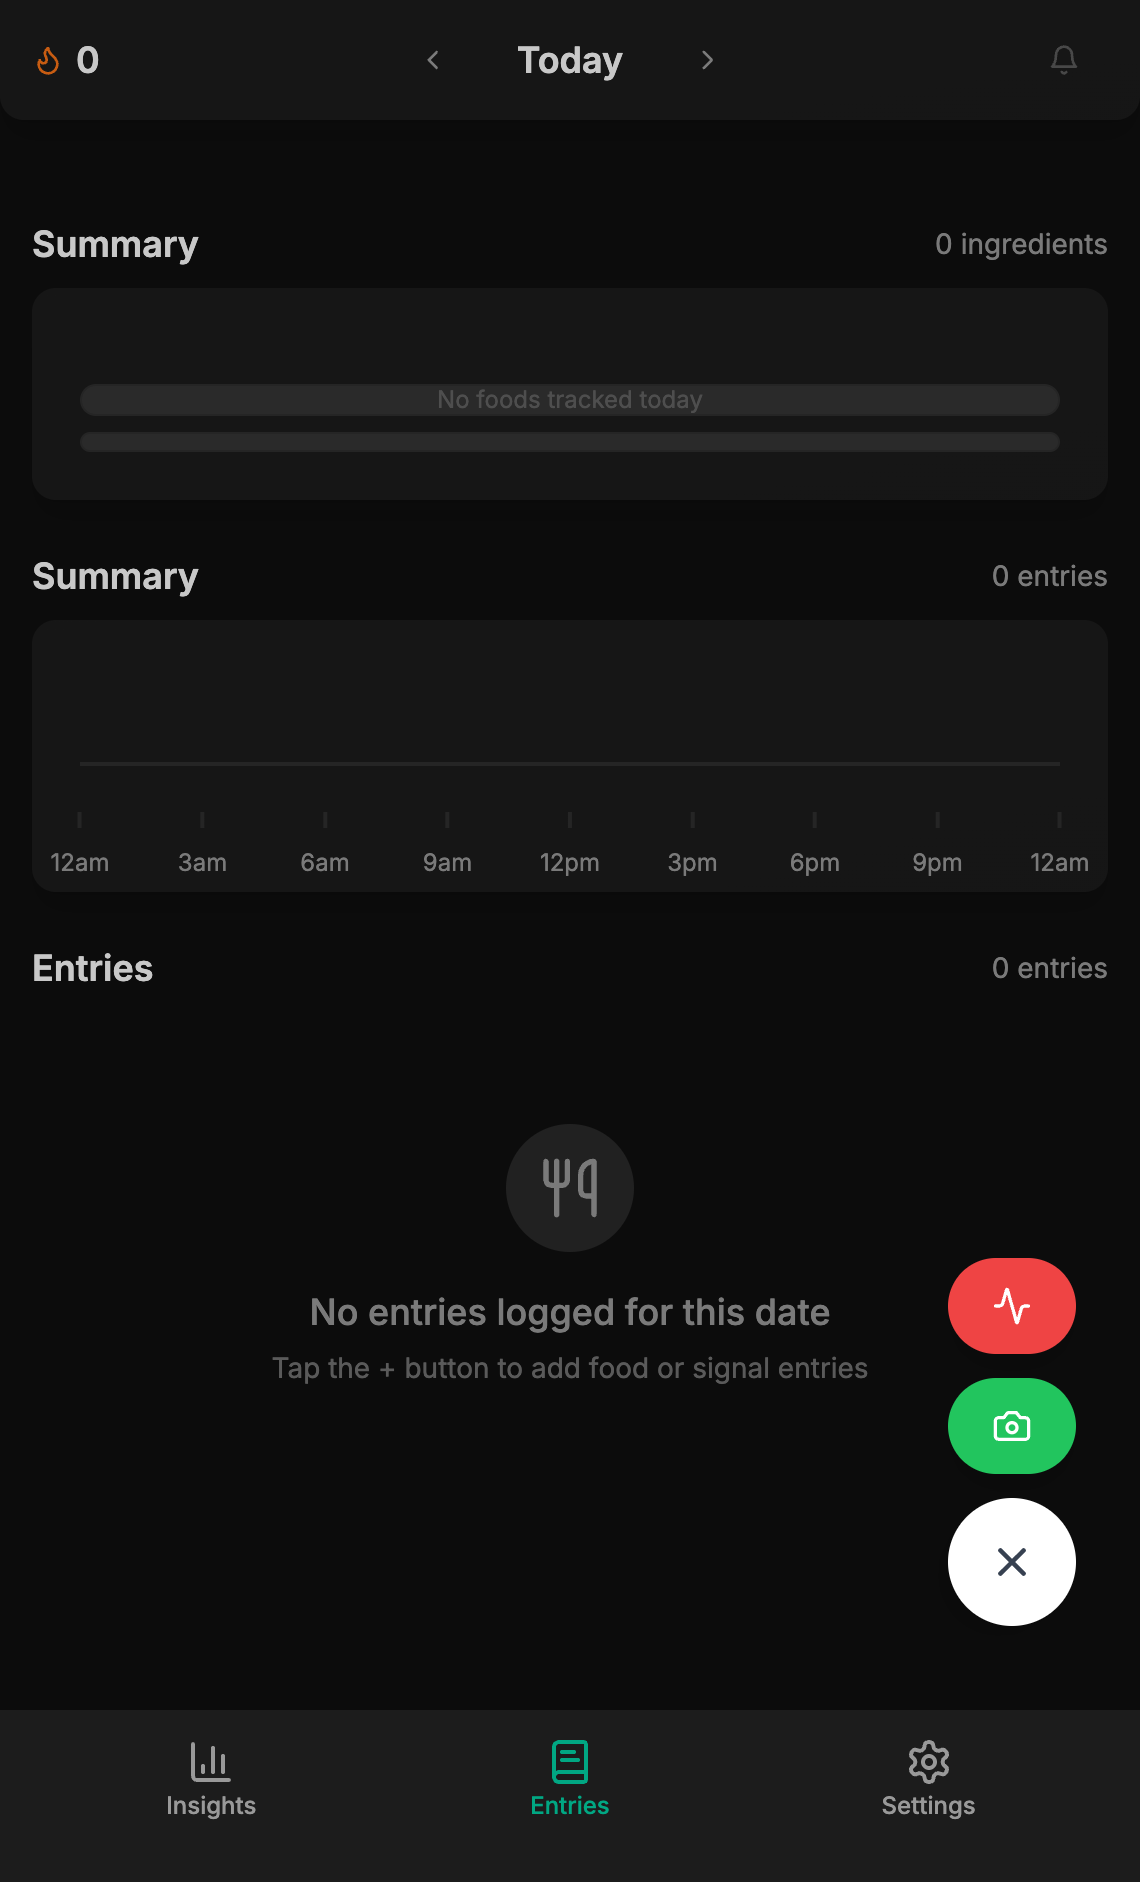 0
Today
Summary
0 ingredients
No foods tracked today
Summary
0 entries
12am 3am 6am 9am 12pm 3pm 6pm 9pm 12am
Entries
0 entries
No entries logged for this date
Tap the + button to add food or signal entries
Insights
Entries
Settings